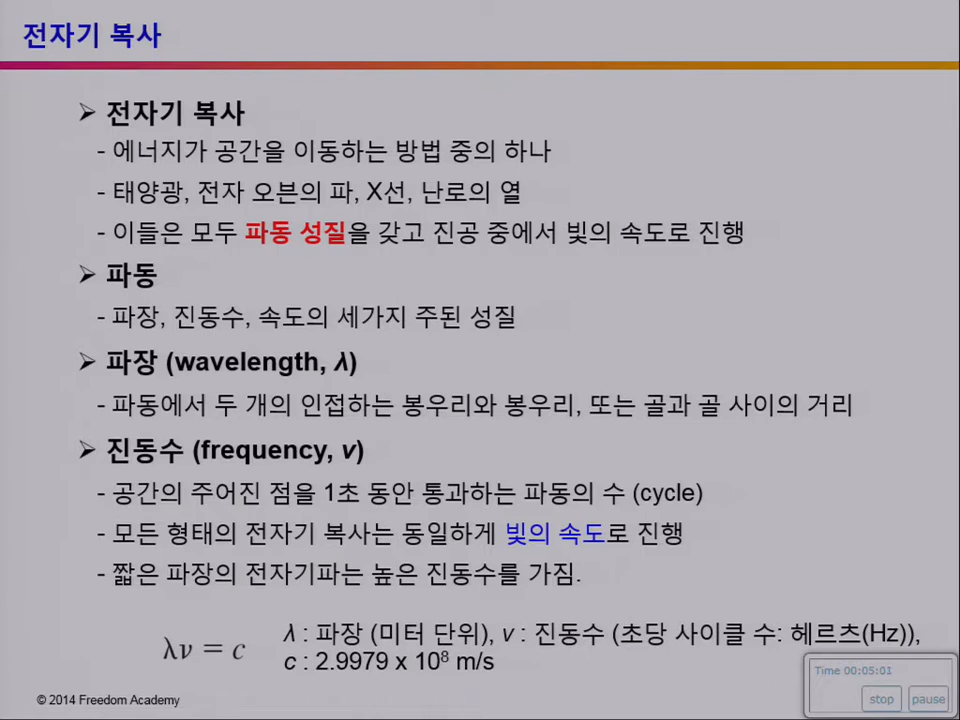 전자기 복사
➢ 전자기 복사
- 에너지가 공간을 이동하는 방법 중의 하나
- 태양광, 전자 오븐의 파, X선, 난로의 열
- 이들은 모두 파동 성질을 갖고 진공 중에서 빛의 속도로 진행
➢ 파동
- 파장, 진동수, 속도의 세가지 주된 성질
➢ 파장 (wavelength, λ)
- 파동에서 두 개의 인접하는 봉우리와 봉우리, 또는 골과 골 사이의 거리
➢ 진동수 (frequency, ν)
- 공간의 주어진 점을 1초 동안 통과하는 파동의 수 (cycle)
- 모든 형태의 전자기 복사는 동일하게 빛의 속도로 진행
- 짧은 파장의 전자기파는 높은 진동수를 가짐.
λν = c
λ : 파장 (미터 단위), ν : 진동수 (초당 사이클 수: 헤르츠(Hz)),
c : 2.9979 x 10⁸ m/s
© 2014 Freedom Academy
Time 00:05:01
stop pause